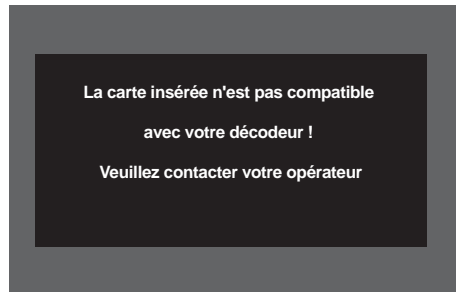 La carte insérée n'est pas compatible
avec votre décodeur !
Veuillez contacter votre opérateur